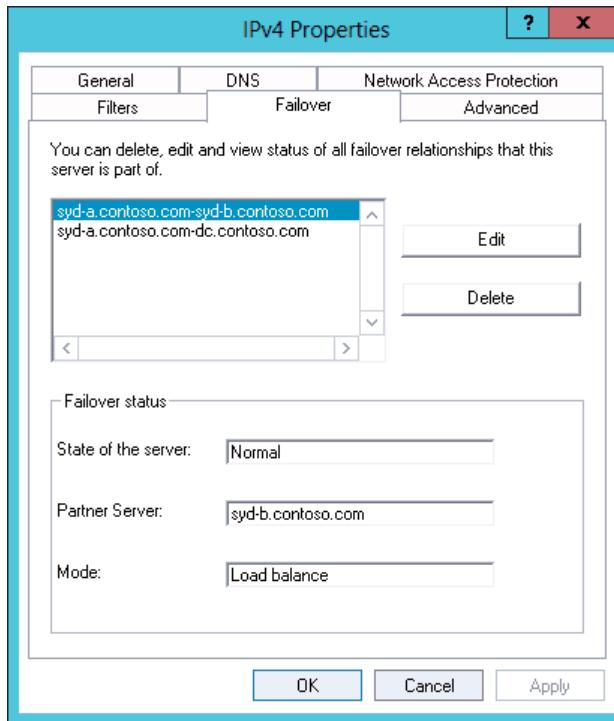 IPv4 Properties
?
x
General
DNS
Network Access Protection
Filters
Failover
Advanced
You can delete, edit and view status of all failover relationships that this
server is part of.
syd-a.contoso.com-syd-b.contoso.com
syd-a.contoso.com-dc.contoso.com
Edit
Delete
Failover status
State of the server:
Normal
Partner Server:
syd-b.contoso.com
Mode:
Load balance
OK
Cancel
Apply